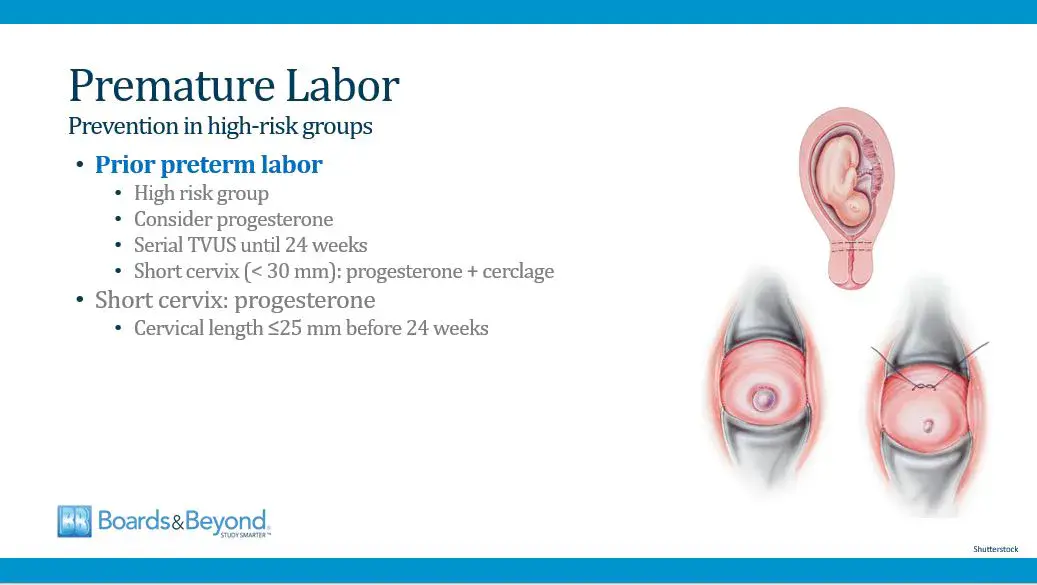 Premature Labor
Prevention in high-risk groups
• Prior preterm labor
• High risk group
• Consider progesterone
• Serial TVUS until 24 weeks
• Short cervix (< 30 mm): progesterone + cerclage
• Short cervix: progesterone
• Cervical length ≤25 mm before 24 weeks
BB Boards&Beyond®
STUDY SMARTER™
Shutterstock